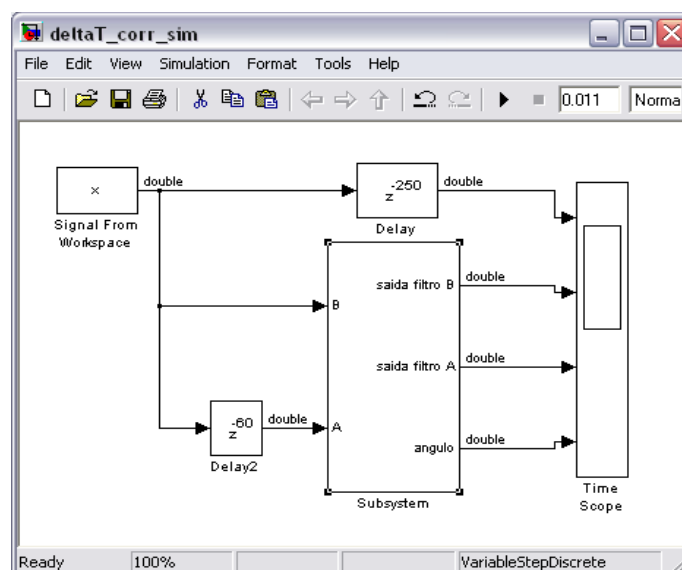 deltaT_corr_sim
File Edit View Simulation Format Tools Help
0.011 Norma
double
x
Signal From
Workspace
z -250
double
Delay
saida filtro B
double
B
saida filtro A
double
z -60
double
A
Delay2
angulo
double
Subsystem
Time
Scope
Ready 100% VariableStepDiscrete